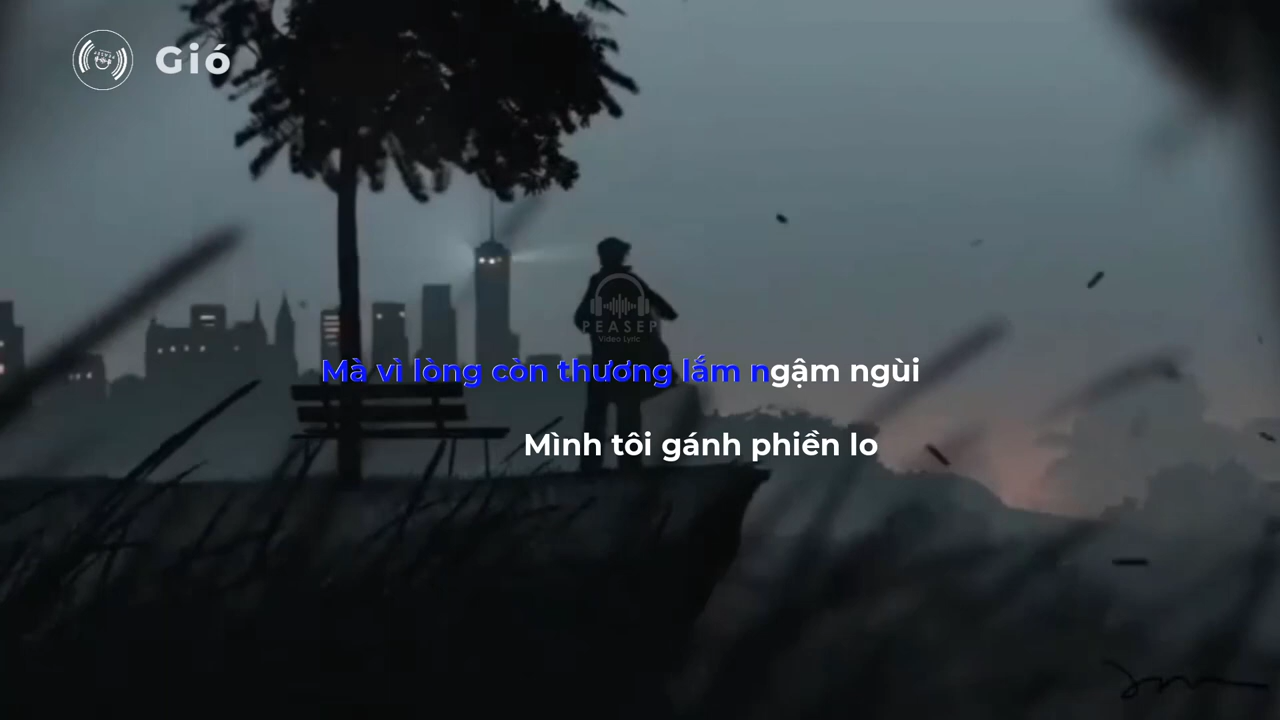 Gió
PEASEP
Video Lyric
Mà vì lòng còn thương lắm ngậm ngùi
Mình tôi gánh phiền lo